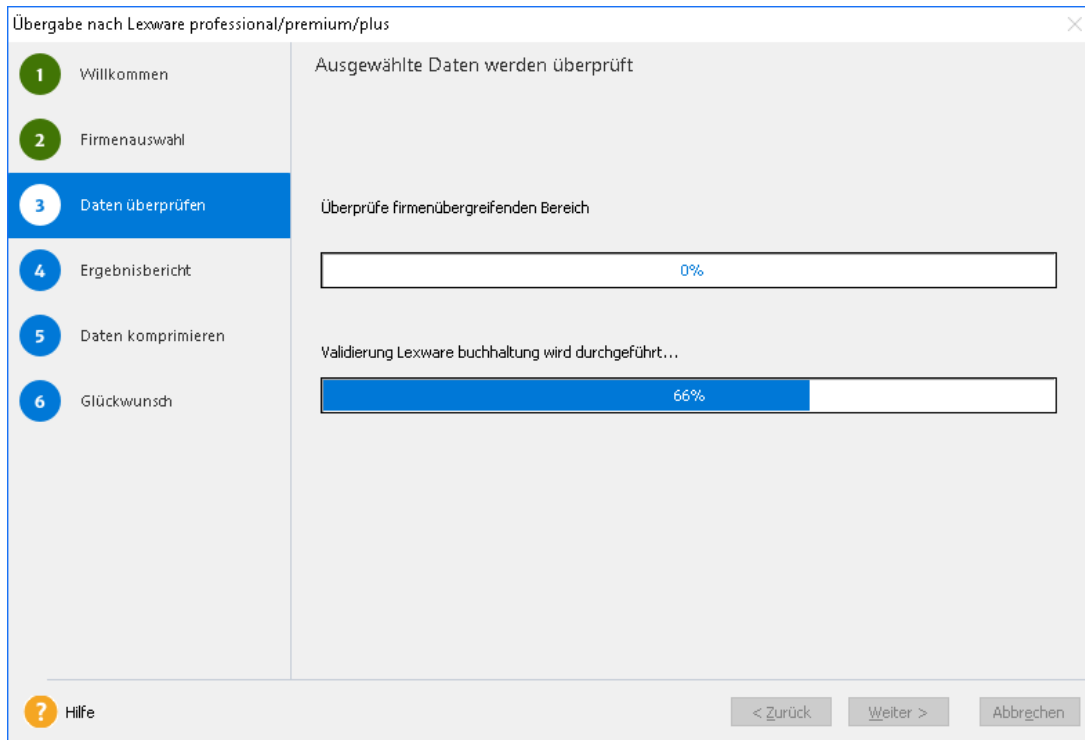 Übergabe nach Lexware professional/premium/plus
1 Willkommen
2 Firmenauswahl
3 Daten überprüfen
4 Ergebnisbericht
5 Daten komprimieren
6 Glückwunsch
Ausgewählte Daten werden überprüft
Überprüfe firmenübergreifenden Bereich
0%
Validierung Lexware buchhaltung wird durchgeführt...
66%
? Hilfe
< Zurück Weiter > Abbrechen